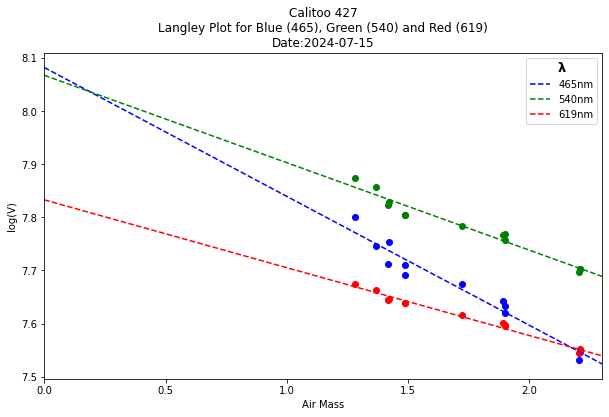 Calitoo 427
Langley Plot for Blue (465), Green (540) and Red (619)
Date:2024-07-15
λ
465nm
540nm
619nm
8.1
8.0
7.9
7.8
7.7
7.6
7.5
log(V)
0.0 0.5 1.0 1.5 2.0
Air Mass